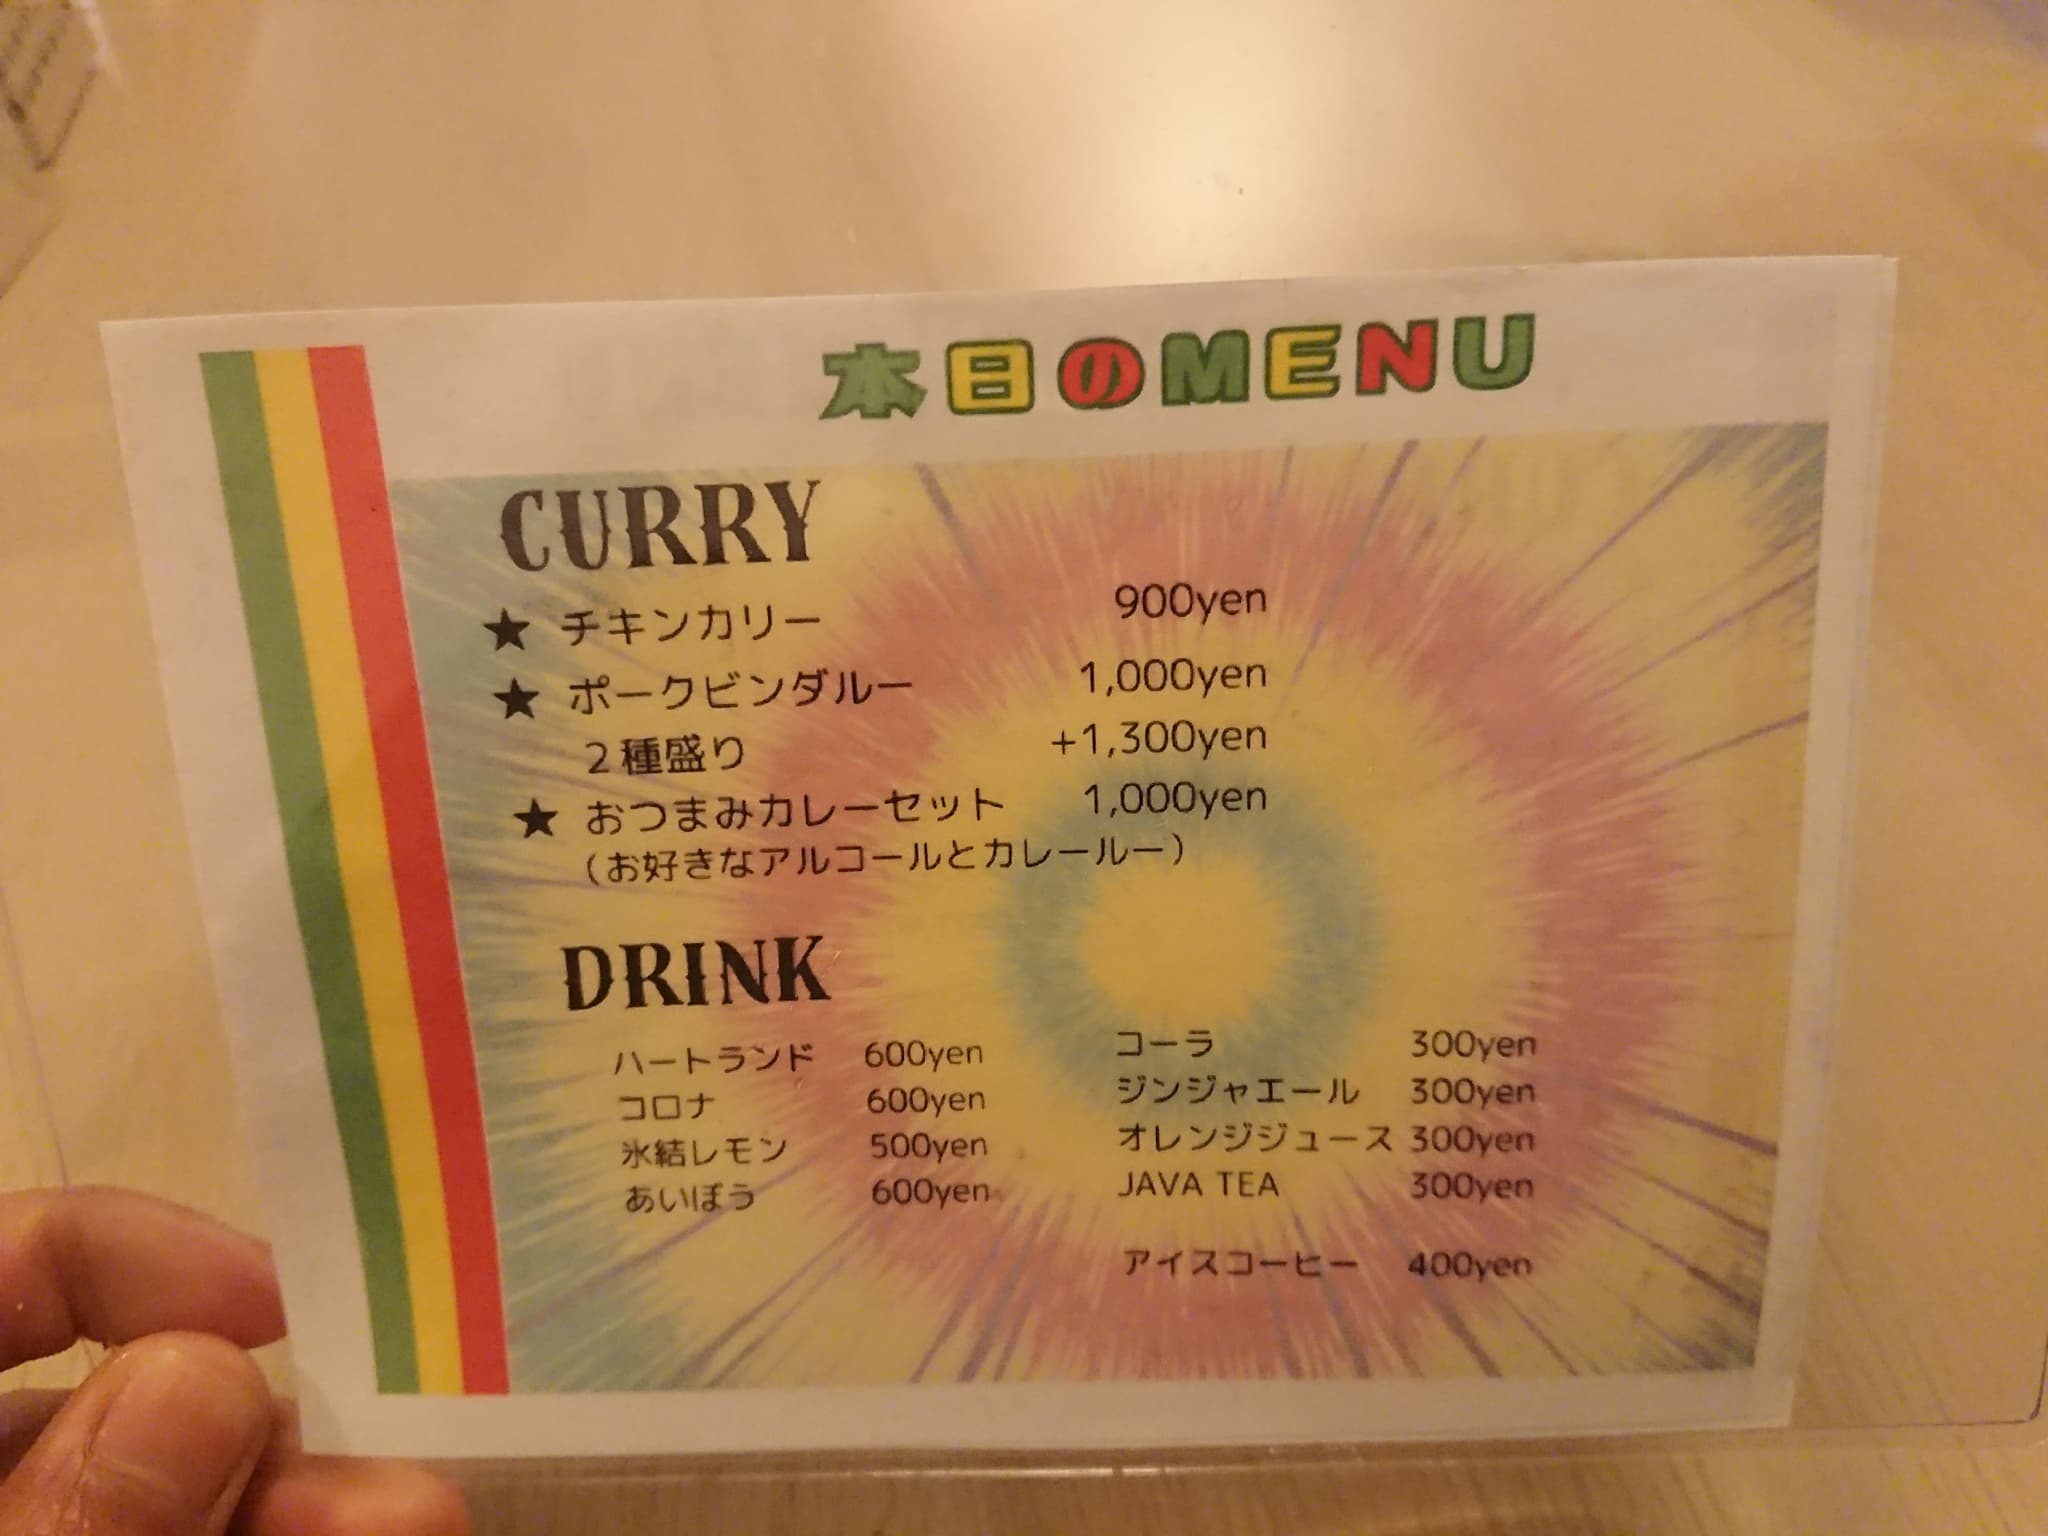 本日のMENU
CURRY
★ チキンカリー 900yen
★ ポークビンダルー 1,000yen
２種盛り +1,300yen
★ おつまみカレーセット 1,000yen
（お好きなアルコールとカレールー）
DRINK
ハートランド 600yen
コロナ 600yen
氷結レモン 500yen
あいぼう 600yen
コーラ 300yen
ジンジャエール 300yen
オレンジジュース 300yen
JAVA TEA 300yen
アイスコーヒー 400yen